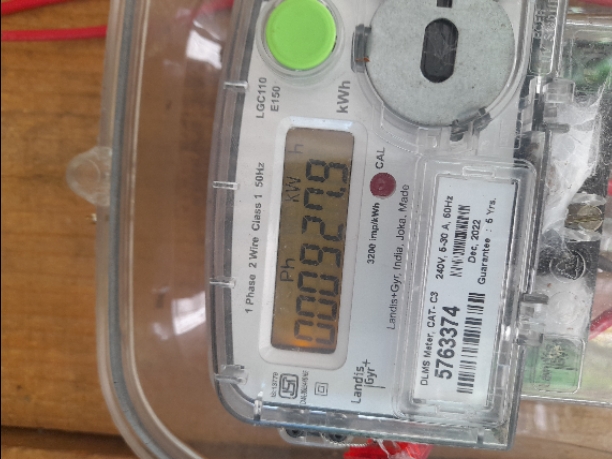 LGC110
E150
kWh
1 Phase 2 Wire Class 1 50Hz
Ph kW h
3200 imp/kWh CAL
Landis+Gyr, India, Joka, Made
Landis
Gyr+
DLMS Meter, CAT- C3 240V, 5-30 A, 50Hz
5763374
Dec, 2022
Guarantee : 5 Yrs.